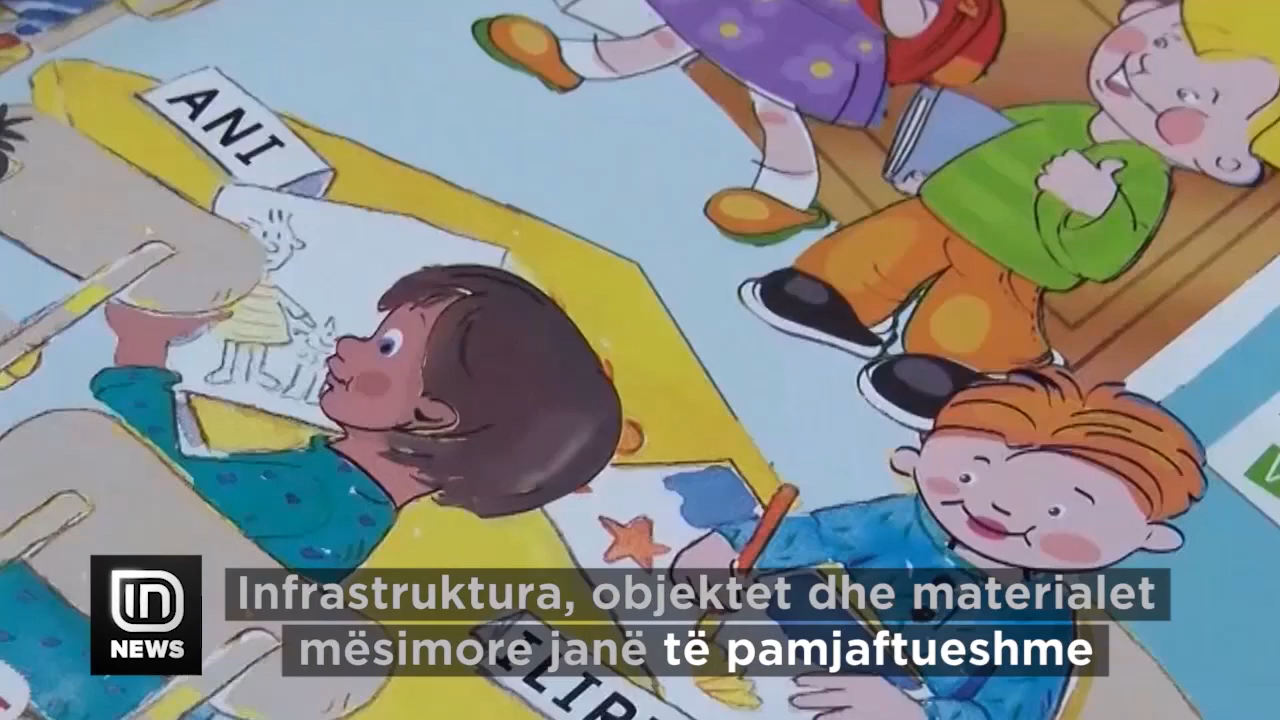 ANI
IN
NEWS
Infrastruktura, objektet dhe materialet
mësimore janë të pamjaftueshme